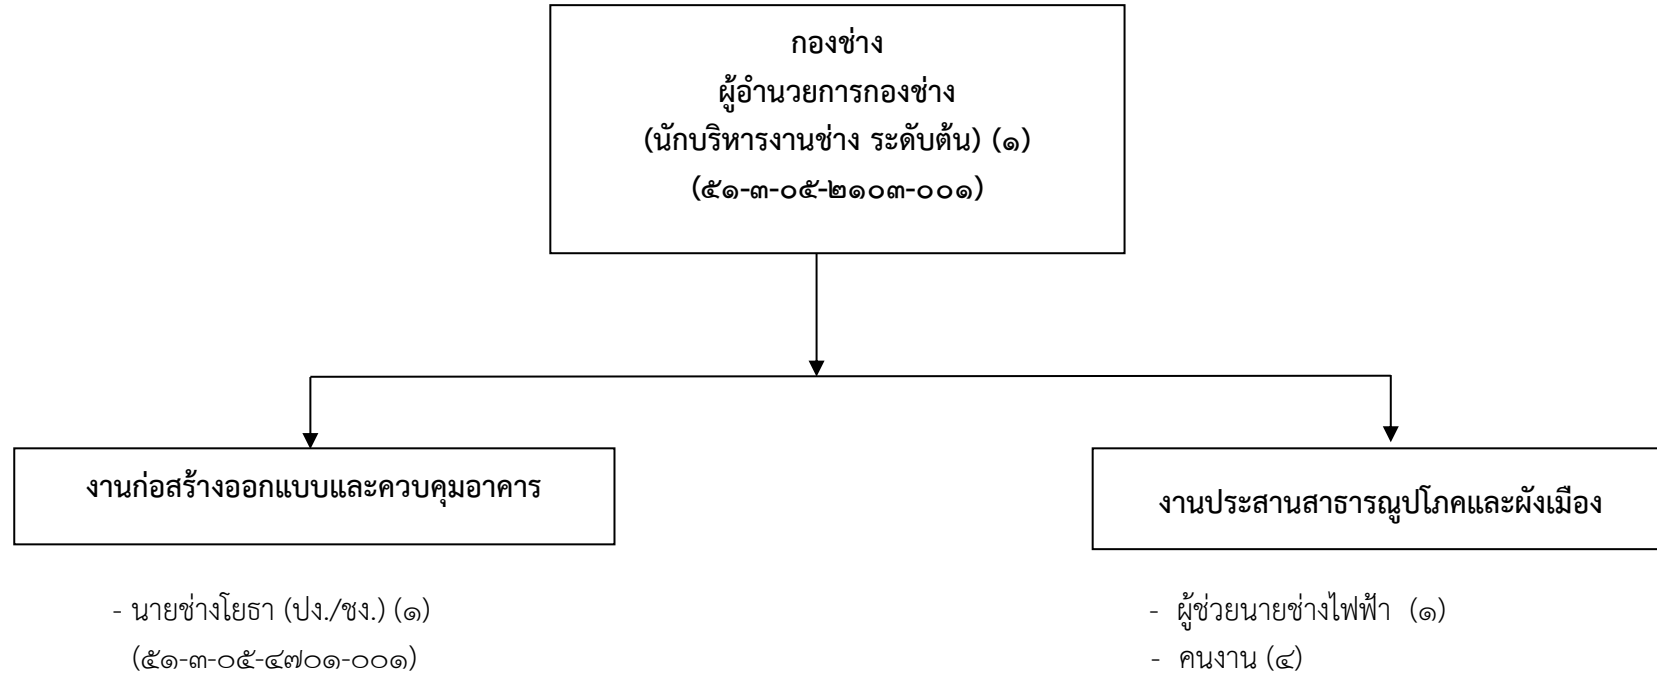 กองช่าง
ผู้อำนวยการกองช่าง
(นักบริหารงานช่าง ระดับต้น) (๑)
(๕๑-๓-๐๕-๒๑๐๓-๐๐๑)
งานก่อสร้างออกแบบและควบคุมอาคาร
- นายช่างโยธา (ปง./ชง.) (๑)
(๕๑-๓-๐๕-๔๗๐๑-๐๐๑)
งานประสานสาธารณูปโภคและผังเมือง
- ผู้ช่วยนายช่างไฟฟ้า (๑)
- คนงาน (๔)